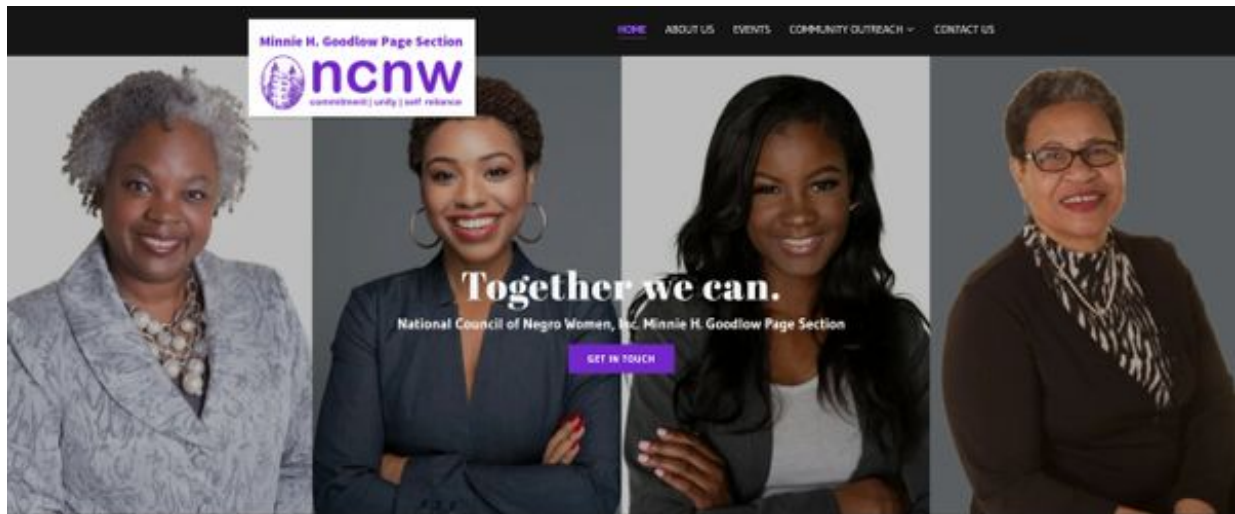 Minnie H. Goodlow Page Section
ncnw
commitment | unity | self reliance
HOME ABOUT US EVENTS COMMUNITY OUTREACH CONTACT US
Together we can.
National Council of Negro Women, Inc. Minnie H. Goodlow Page Section
GET IN TOUCH